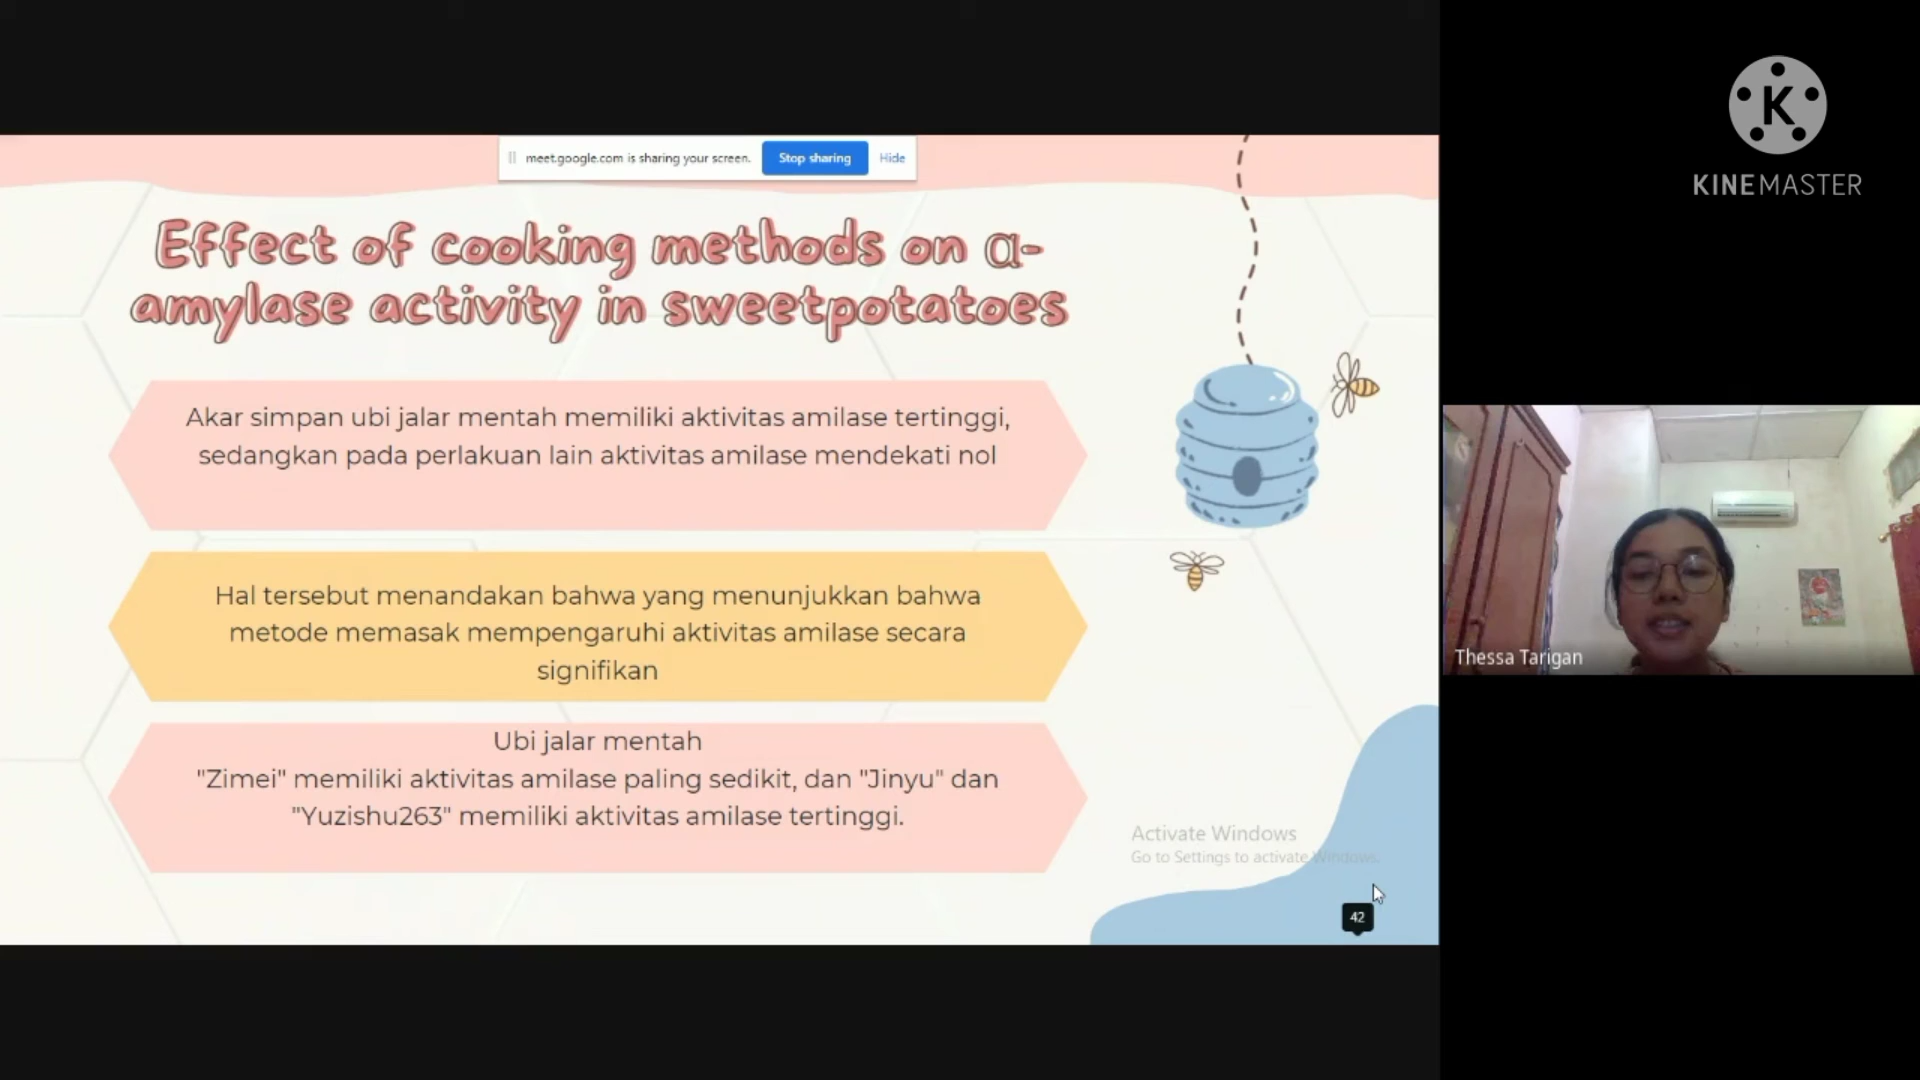 meet.google.com is sharing your screen.
Stop sharing
Hide
K
KINEMASTER
Effect of cooking methods on α-
amylase activity in sweetpotatoes
Akar simpan ubi jalar mentah memiliki aktivitas amilase tertinggi,
sedangkan pada perlakuan lain aktivitas amilase mendekati nol
Hal tersebut menandakan bahwa yang menunjukkan bahwa
metode memasak mempengaruhi aktivitas amilase secara
signifikan
Thessa Tarigan
Ubi jalar mentah
"Zimei" memiliki aktivitas amilase paling sedikit, dan "Jinyu" dan
"Yuzishu263" memiliki aktivitas amilase tertinggi.
Activate Windows
Go to Settings to activate Windows.
42